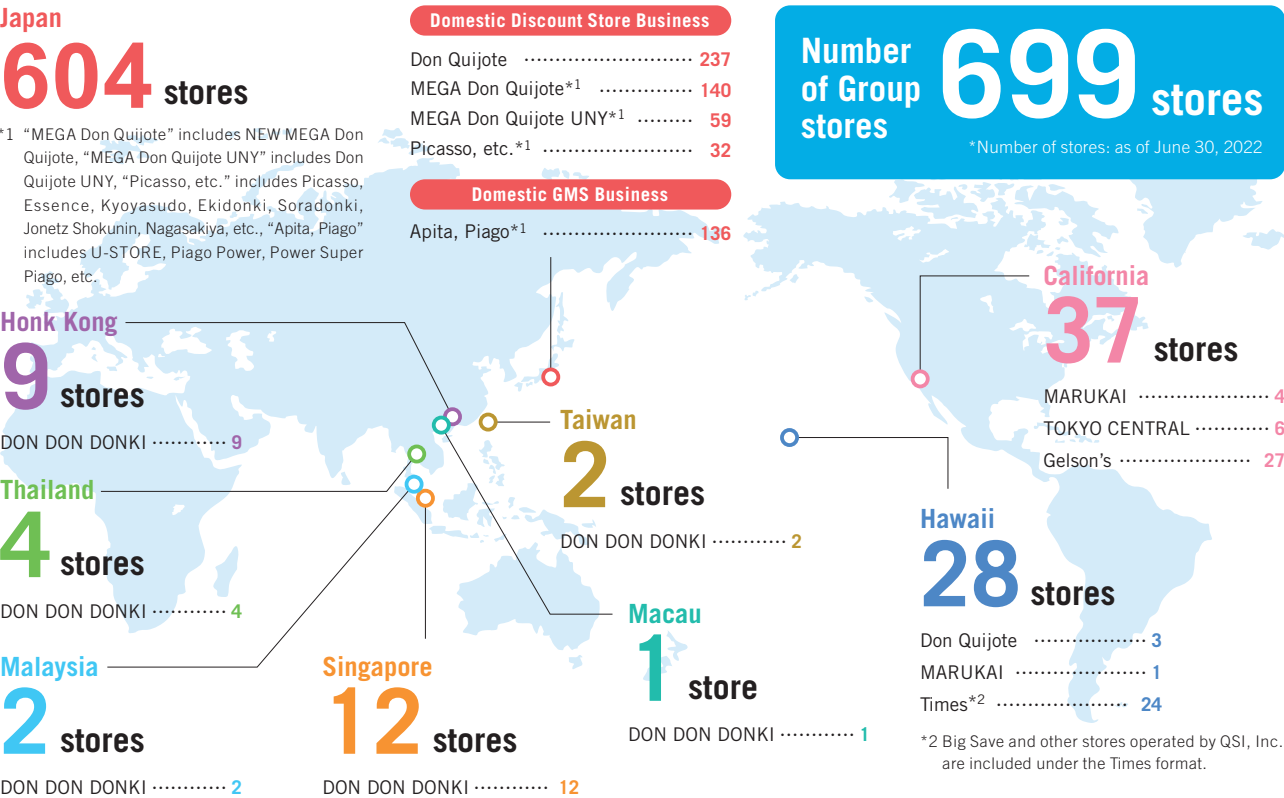 Japan
604 stores
*1 “MEGA Don Quijote” includes NEW MEGA Don
Quijote, “MEGA Don Quijote UNY” includes Don
Quijote UNY, “Picasso, etc.” includes Picasso,
Essence, Kyoyasudo, Ekidonki, Soradonki,
Jonetz Shokunin, Nagasakiya, etc., “Apita, Piago”
includes U-STORE, Piago Power, Power Super
Piago, etc.
Domestic Discount Store Business
Don Quijote ............................ 237
MEGA Don Quijote*1 ............... 140
MEGA Don Quijote UNY*1 ......... 59
Picasso, etc.*1 ........................ 32
Domestic GMS Business
Apita, Piago*1 ........................ 136
Number
of Group
stores
699 stores
*Number of stores: as of June 30, 2022
Honk Kong
9 stores
DON DON DONKI ............ 9
Thailand
4 stores
DON DON DONKI ............ 4
Malaysia
2 stores
DON DON DONKI ............ 2
Singapore
12 stores
DON DON DONKI ............ 12
Taiwan
2 stores
DON DON DONKI ............ 2
Macau
1 store
DON DON DONKI ............ 1
California
37 stores
MARUKAI ..................... 4
TOKYO CENTRAL ............ 6
Gelson's ..................... 27
Hawaii
28 stores
Don Quijote .................. 3
MARUKAI ..................... 1
Times*2 ..................... 24
*2 Big Save and other stores operated by QSI, Inc.
are included under the Times format.